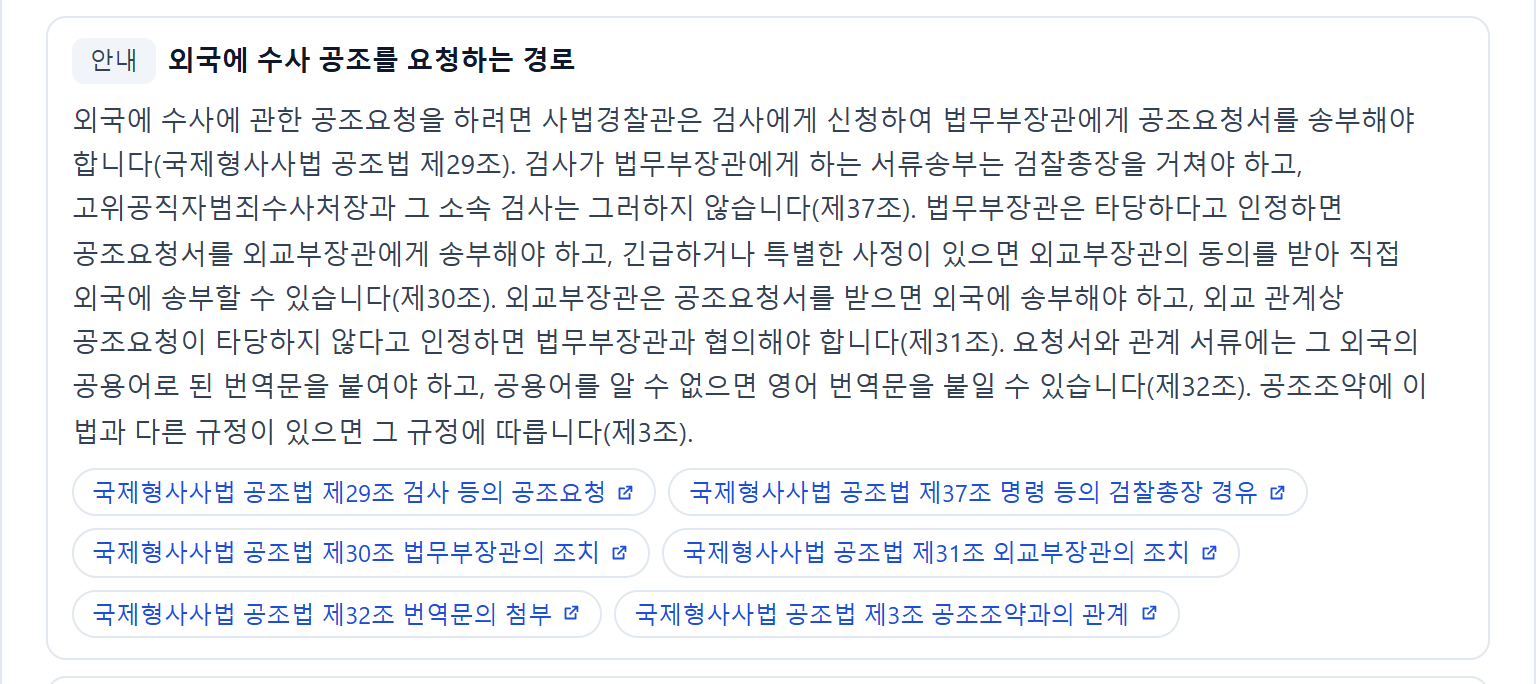 안내 외국에 수사 공조를 요청하는 경로
외국에 수사에 관한 공조요청을 하려면 사법경찰관은 검사에게 신청하여 법무부장관에게 공조요청서를 송부해야
합니다(국제형사사법 공조법 제29조). 검사가 법무부장관에게 하는 서류송부는 검찰총장을 거쳐야 하고,
고위공직자범죄수사처장과 그 소속 검사는 그러하지 않습니다(제37조). 법무부장관은 타당하다고 인정하면
공조요청서를 외교부장관에게 송부해야 하고, 긴급하거나 특별한 사정이 있으면 외교부장관의 동의를 받아 직접
외국에 송부할 수 있습니다(제30조). 외교부장관은 공조요청서를 받으면 외국에 송부해야 하고, 외교 관계상
공조요청이 타당하지 않다고 인정하면 법무부장관과 협의해야 합니다(제31조). 요청서와 관계 서류에는 그 외국의
공용어로 된 번역문을 붙여야 하고, 공용어를 알 수 없으면 영어 번역문을 붙일 수 있습니다(제32조). 공조조약에 이
법과 다른 규정이 있으면 그 규정에 따릅니다(제3조).
국제형사사법 공조법 제29조 검사 등의 공조요청
국제형사사법 공조법 제37조 명령 등의 검찰총장 경유
국제형사사법 공조법 제30조 법무부장관의 조치
국제형사사법 공조법 제31조 외교부장관의 조치
국제형사사법 공조법 제32조 번역문의 첨부
국제형사사법 공조법 제3조 공조조약과의 관계